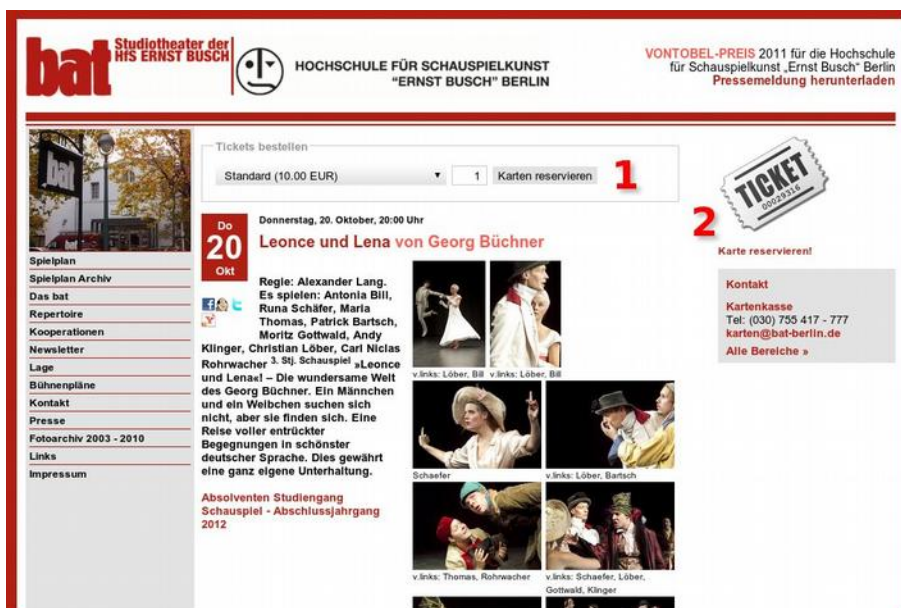 bat
Studiotheater der
HfS ERNST
BUSCH
HOCHSCHULE FÜR SCHAUSPIELKUNST
"ERNST BUSCH" BERLIN
VONTOBEL-PREIS 2011 für die Hochschule
für Schauspielkunst „Ernst Busch“ Berlin
Pressemeldung herunterladen
.bat
Spielplan
Spielplan Archiv
Das bat
Repertoire
Kooperationen
Newsletter
Lage
Bühnenpläne
Kontakt
Presse
Fotoarchiv 2003 - 2010
Links
Impressum
Tickets bestellen
Standard (10.00 EUR) 1 Karten reservieren 1
Do
20
Okt
Donnerstag, 20. Oktober, 20:00 Uhr
Leonce und Lena von Georg Büchner
Regie: Alexander Lang.
Es spielen: Antonia Bill,
Runa Schäfer, Maria
Thomas, Patrick Bartsch,
Moritz Gottwald, Andy
Klinger, Christian Löber, Carl Niclas
Rohrwacher 3. Stj. Schauspiel »Leonce
und Lena«! – Die wundersame Welt
des Georg Büchner. Ein Männchen
und ein Weibchen suchen sich
nicht, aber sie finden sich. Eine
Reise voller entrückter
Begegnungen in schönster
deutscher Sprache. Dies gewährt
eine ganz eigene Unterhaltung.
Absolventen Studiengang
Schauspiel - Abschlussjahrgang
2012
v.links: Löber, Bill
v.links: Löber, Bill
Schaefer
v.links: Löber, Bartsch
v.links: Thomas, Rohrwacher
v.links: Schaefer, Löber,
Gottwald, Klinger
TICKET
00029316
2
Karte reservieren!
Kontakt
Kartenkasse
Tel: (030) 755 417 - 777
karten@bat-berlin.de
Alle Bereiche »